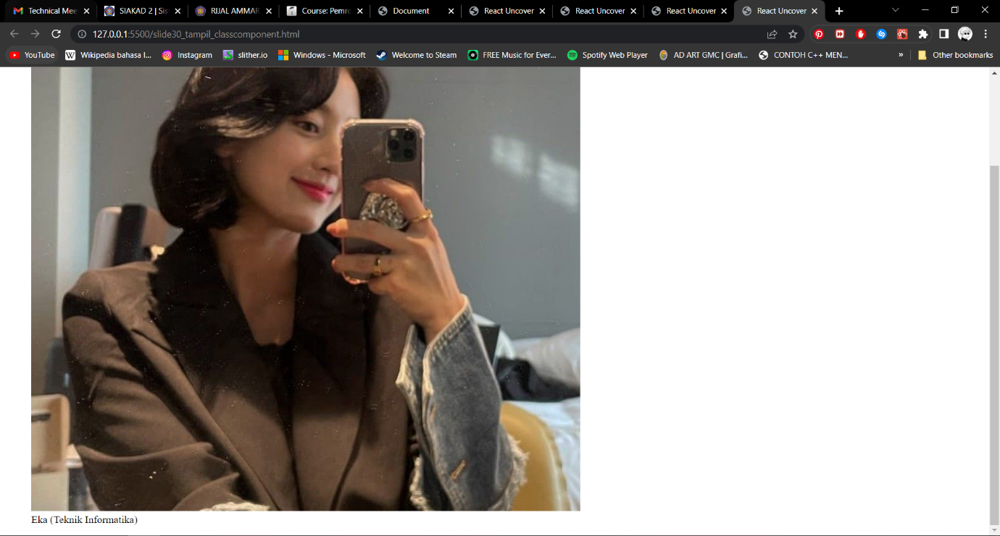 Technical Mee
SIAKAD 2 | Sis
RIJAL AMMAR
Course: Pemro
Document
React Uncover
React Uncover
React Uncover
React Uncover
127.0.0.1:5500/slide30_tampil_classcomponent.html
YouTube
Wikipedia bahasa I...
Instagram
slither.io
Windows - Microsoft
Welcome to Steam
FREE Music for Ever...
Spotify Web Player
AD ART GMC | Grafi...
CONTOH C++ MEN...
»
Other bookmarks
Eka (Teknik Informatika)